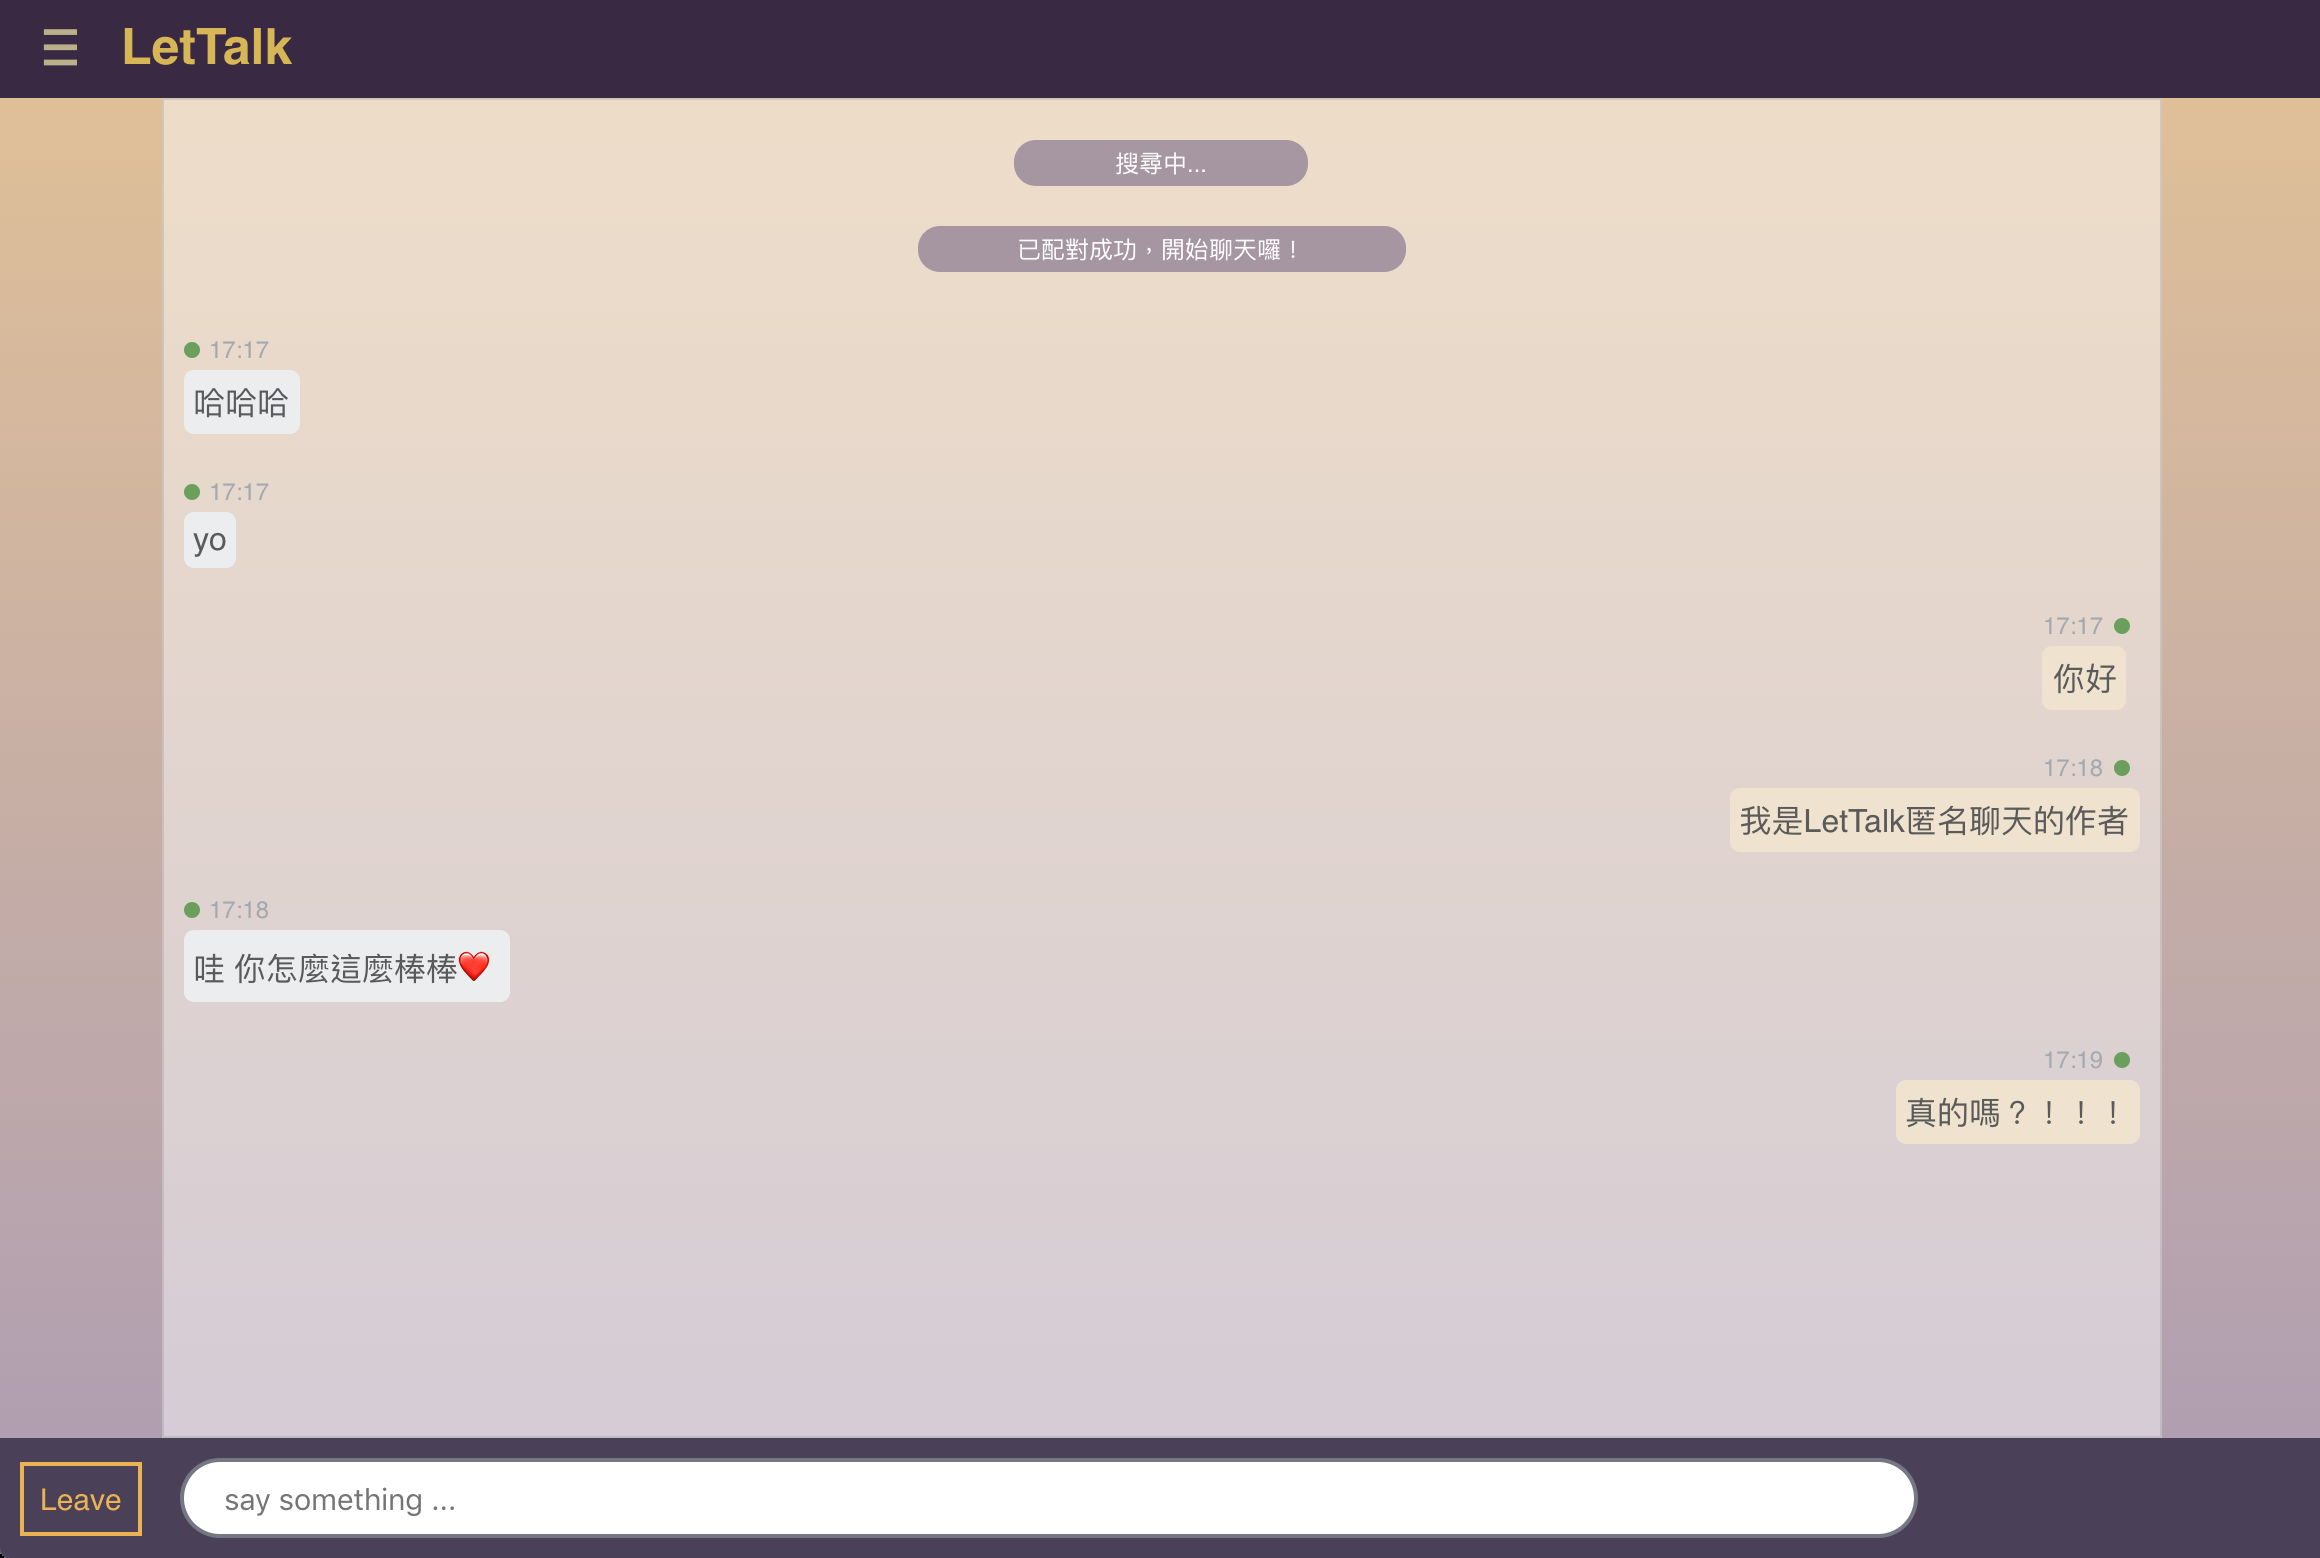 ☰ LetTalk
搜尋中...
已配對成功，開始聊天囉！
17:17
哈哈哈
17:17
yo
17:17
你好
17:18
我是LetTalk匿名聊天的作者
17:18
哇 你怎麼這麼棒棒❤️
17:19
真的嗎？！！！
Leave
say something ...